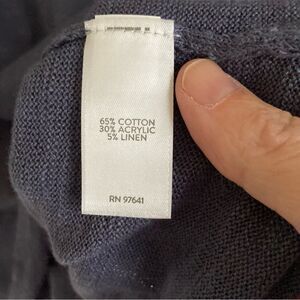 65% COTTON
30% ACRYLIC
5% LINEN
RN 97641